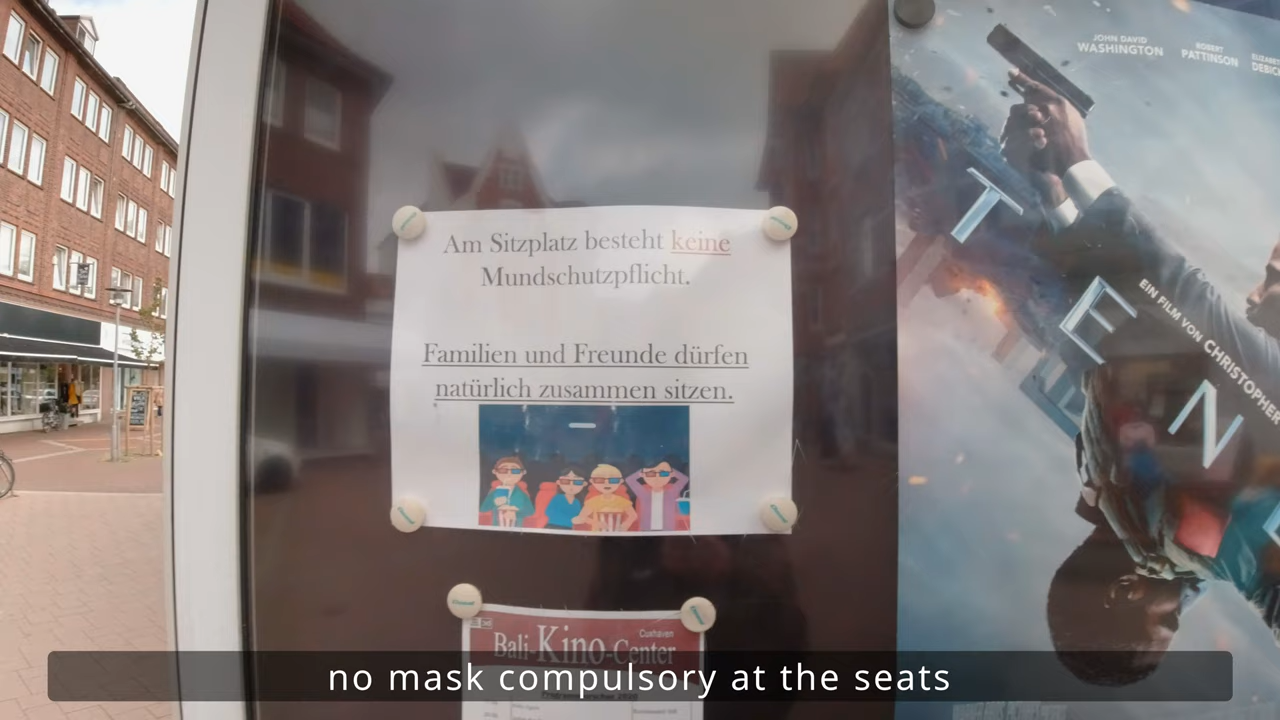 JOHN DAVID
WASHINGTON
ROBERT
PATTINSON
Am Sitzplatz besteht keine
Mundschutzpflicht.
Familien und Freunde dürfen
natürlich zusammen sitzen.
TEN
EIN FILM VON CHRISTOPHER
Cuxhaven
Bali-Kino-Center
no mask compulsory at the seats